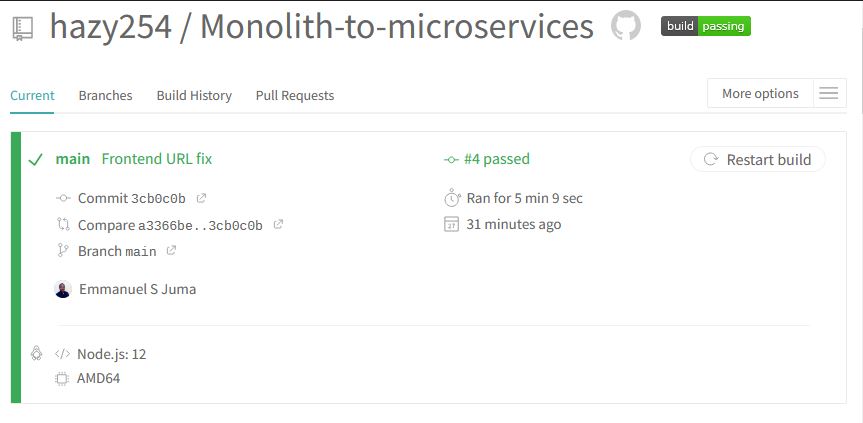 hazy254 / Monolith-to-microservices build passing
Current Branches Build History Pull Requests More options
main Frontend URL fix #4 passed Restart build
Commit 3cb0c0b Ran for 5 min 9 sec
Compare a3366be..3cb0c0b 31 minutes ago
Branch main
Emmanuel S Juma
</> Node.js: 12
AMD64